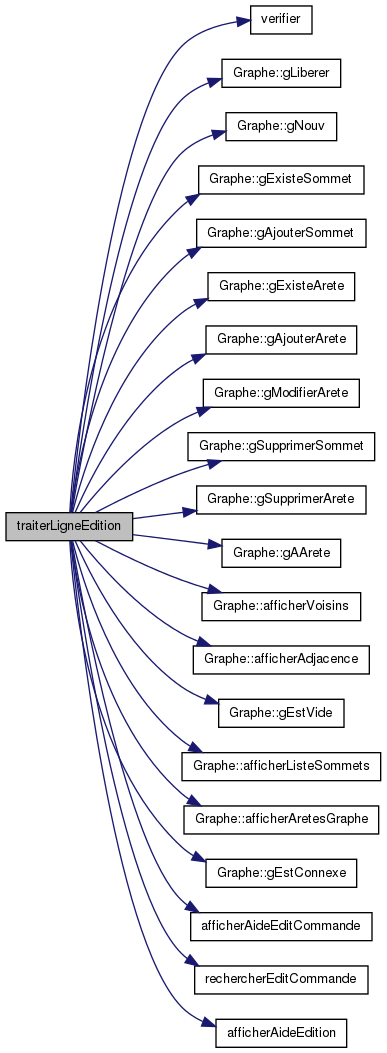 verifier
Graphe::gLiberer
Graphe::gNouv
Graphe::gExisteSommet
Graphe::gAjouterSommet
Graphe::gExisteArete
Graphe::gAjouterArete
Graphe::gModifierArete
Graphe::gSupprimerSommet
traiterLigneEdition
Graphe::gSupprimerArete
Graphe::gAArete
Graphe::afficherVoisins
Graphe::afficherAdjacence
Graphe::gEstVide
Graphe::afficherListeSommets
Graphe::afficherAretesGraphe
Graphe::gEstConnexe
afficherAideEditCommande
rechercherEditCommande
afficherAideEdition